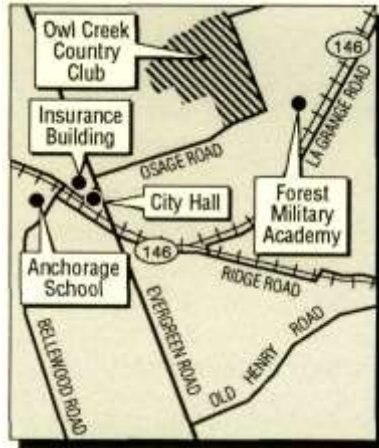 Owl Creek
Country
Club
146
Insurance
Building
OSAGE ROAD
LA GRANGE ROAD
City Hall
Forest
Military
Academy
146
Anchorage
School
RIDGE ROAD
EVERGREEN ROAD
BELLEWOOD ROAD
OLD HENRY ROAD